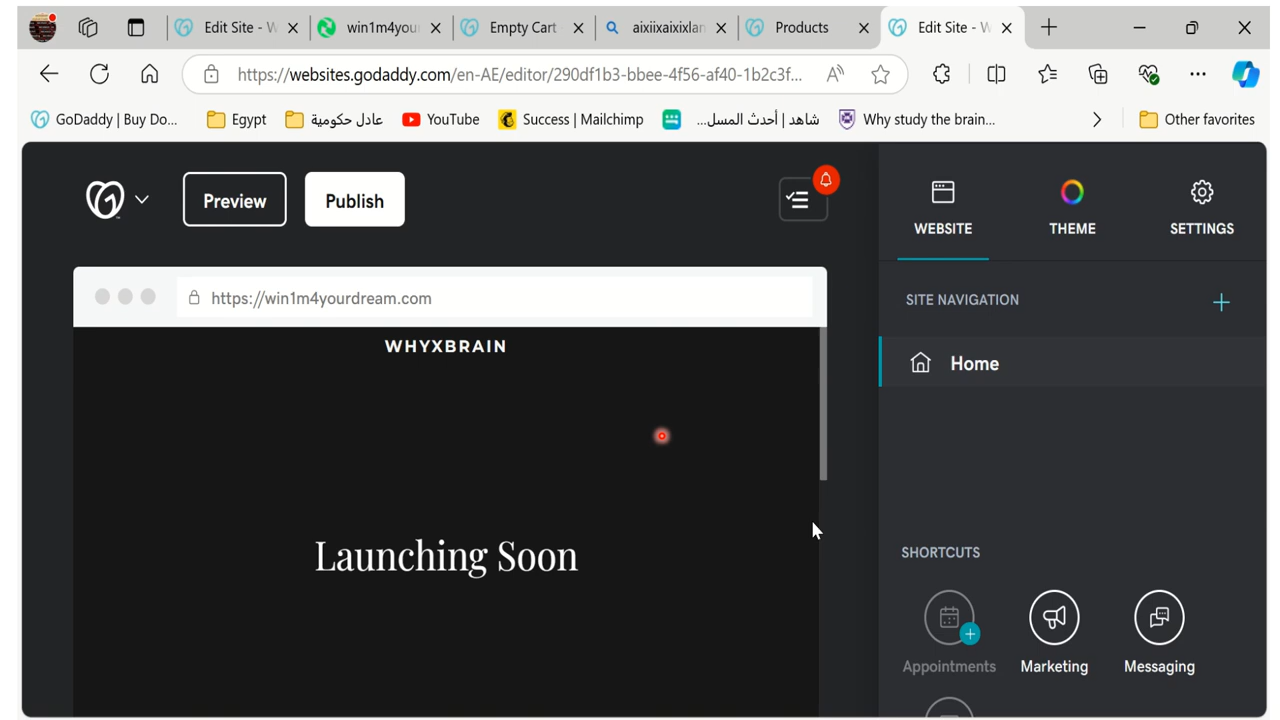 Edit Site - W
win1m4your
Empty Cart
aixiixaixixlan
Products
Edit Site - W
https://websites.godaddy.com/en-AE/editor/290df1b3-bbee-4f56-af40-1b2c3f...
GoDaddy | Buy Do...
Egypt
عادل حكومية
YouTube
Success | Mailchimp
شاهد | أحدث المسل...
Why study the brain...
Other favorites
Preview
Publish
WEBSITE
THEME
SETTINGS
https://win1m4yourdream.com
SITE NAVIGATION
WHYXBRAIN
Home
Launching Soon
SHORTCUTS
Appointments
Marketing
Messaging